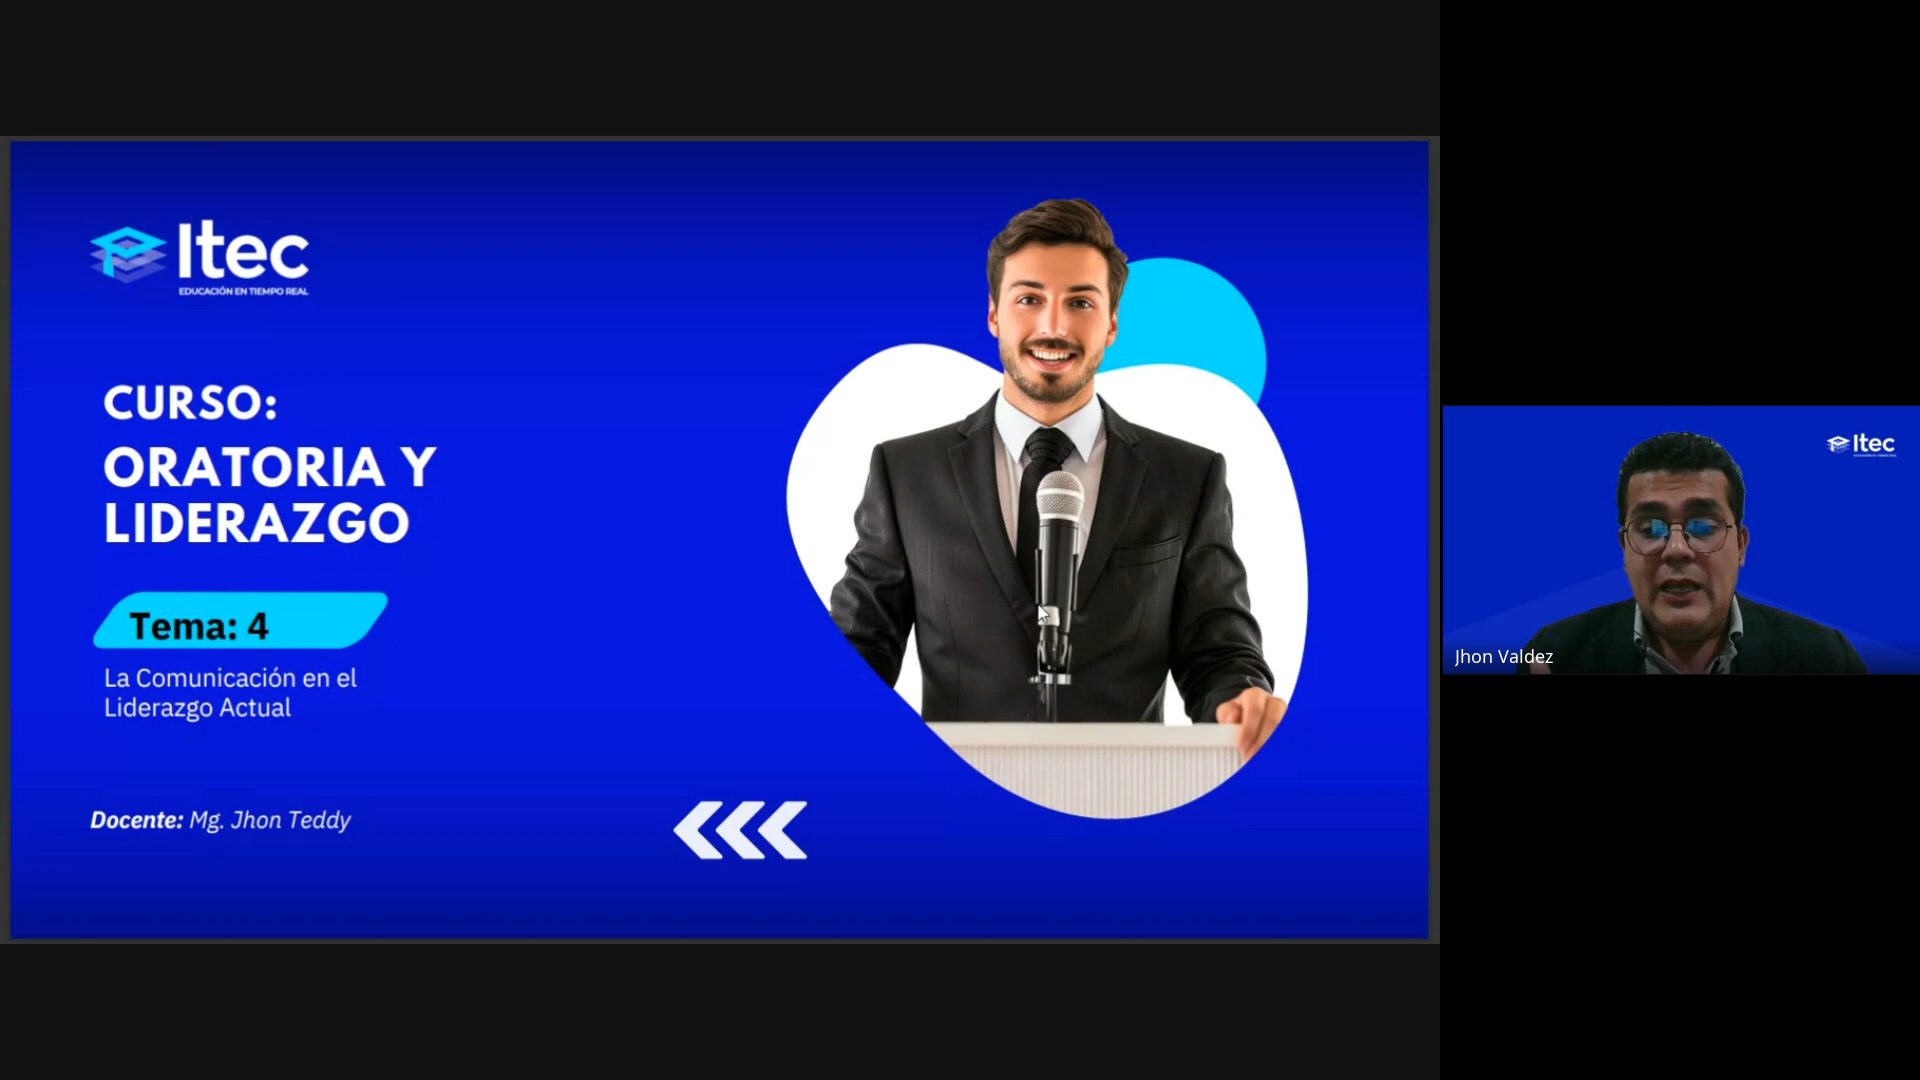 Itec
EDUCACIÓN EN TIEMPO REAL
CURSO:
ORATORIA Y
LIDERAZGO
Tema: 4
La Comunicación en el
Liderazgo Actual
Docente: Mg. Jhon Teddy
Itec
Jhon Valdez